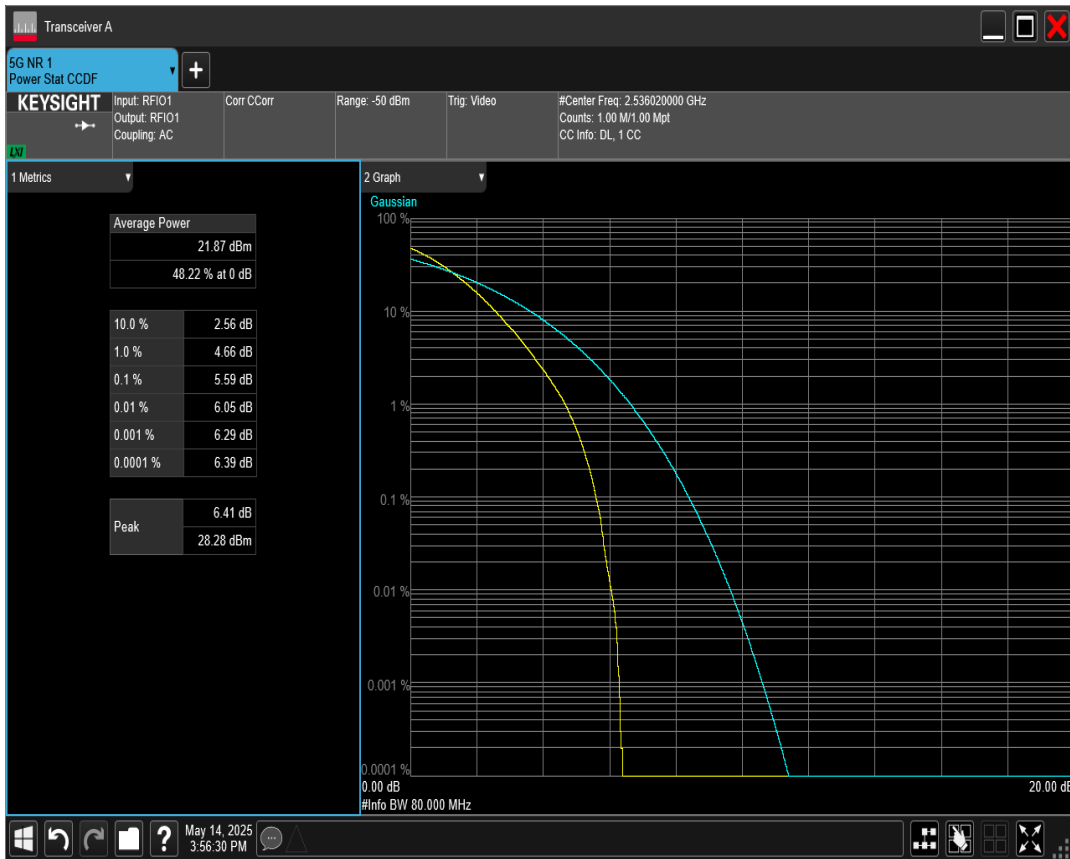 Transceiver A
5G NR 1
Power Stat CCDF
KEYSIGHT
LXI
Input: RFIO1
Output: RFIO1
Coupling: AC
Corr CCorr
Range: -50 dBm
Trig: Video
#Center Freq: 2.536020000 GHz
Counts: 1.00 M/1.00 Mpt
CC Info: DL, 1 CC
1 Metrics
Average Power
21.87 dBm
48.22 % at 0 dB
10.0 % 2.56 dB
1.0 % 4.66 dB
0.1 % 5.59 dB
0.01 % 6.05 dB
0.001 % 6.29 dB
0.0001 % 6.39 dB
Peak
6.41 dB
28.28 dBm
2 Graph
Gaussian
100 %
10 %
1 %
0.1 %
0.01 %
0.001 %
0.0001 %
0.00 dB 20.00 dB
#Info BW 80.000 MHz
May 14, 2025
3:56:30 PM